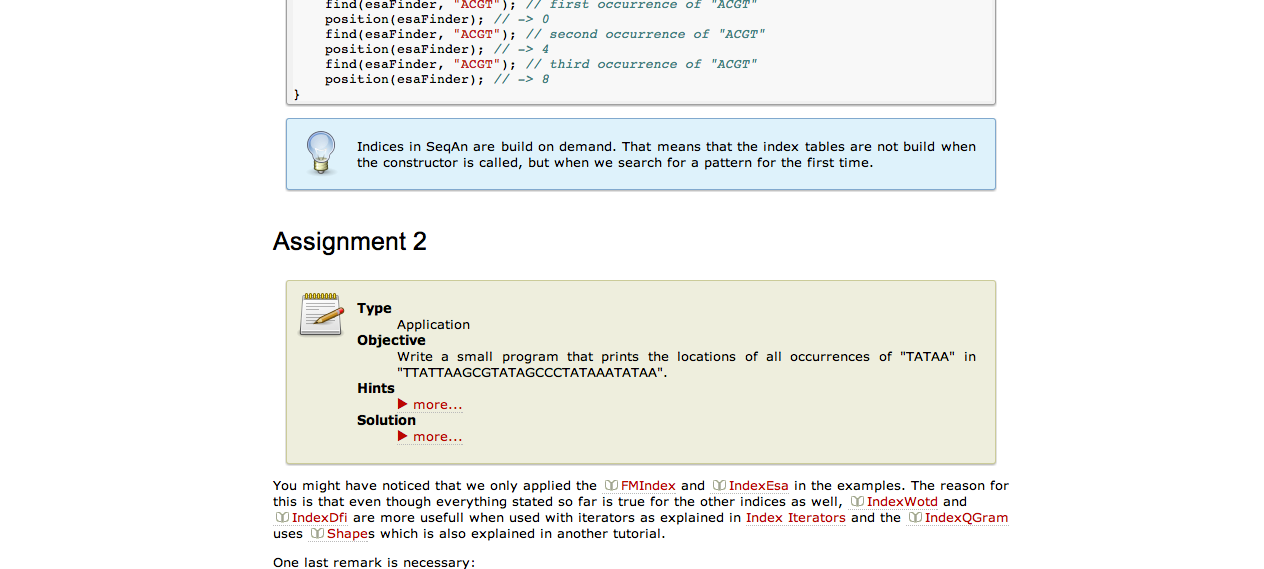 find(esaFinder, "ACGT"); // first occurrence of "ACGT"
position(esaFinder); // -> 0
find(esaFinder, "ACGT"); // second occurrence of "ACGT"
position(esaFinder); // -> 4
find(esaFinder, "ACGT"); // third occurrence of "ACGT"
position(esaFinder); // -> 8
}
Indices in SeqAn are build on demand. That means that the index tables are not build when
the constructor is called, but when we search for a pattern for the first time.
Assignment 2
Type
Application
Objective
Write a small program that prints the locations of all occurrences of "TATAA" in
"TTATTAAGCGTATAGCCCTATAAATATAA".
Hints
more...
Solution
more...
You might have noticed that we only applied the FMIndex and IndexEsa in the examples. The reason for
this is that even though everything stated so far is true for the other indices as well, IndexWotd and
IndexDfi are more usefull when used with iterators as explained in Index Iterators and the IndexQGram
uses Shapes which is also explained in another tutorial.
One last remark is necessary: